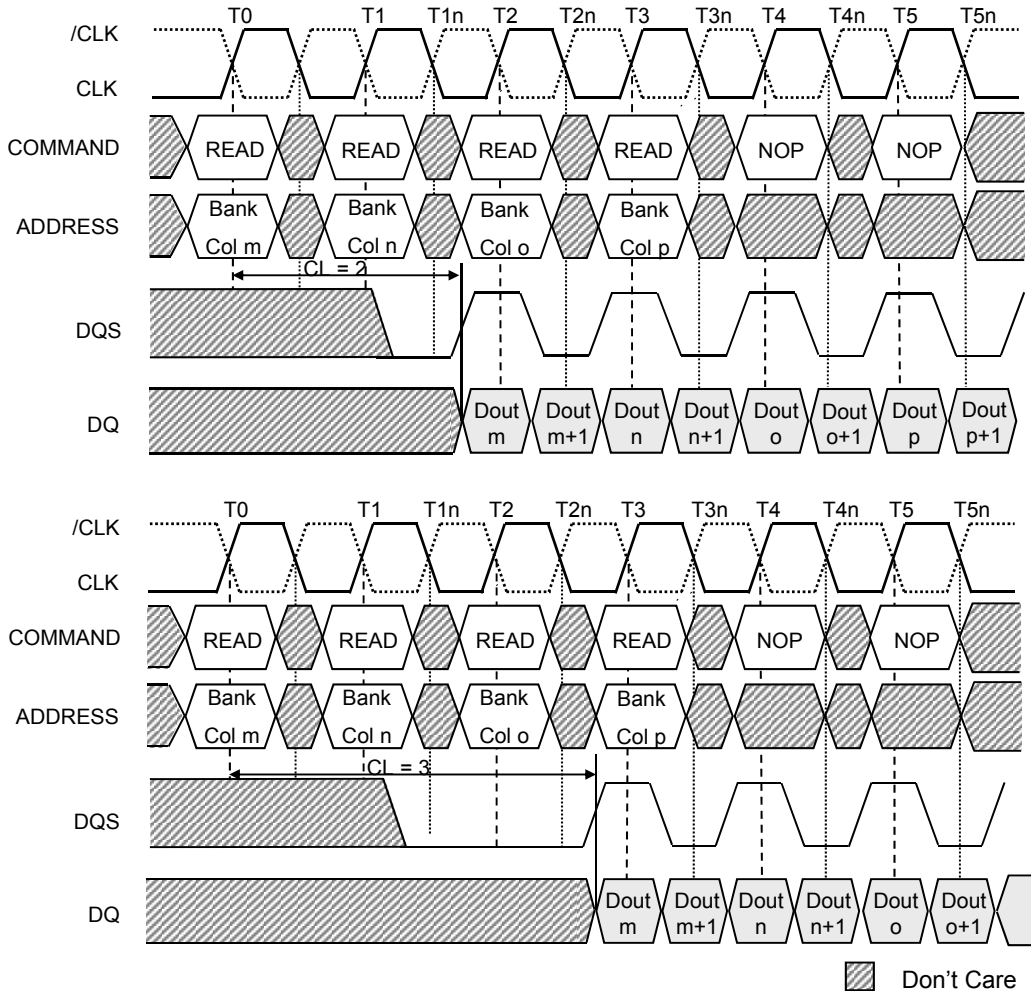 T0 T1 T1n T2 T2n T3 T3n T4 T4n T5 T5n
/CLK
CLK
COMMAND READ READ READ READ NOP NOP
ADDRESS Bank Bank Bank Bank
Col m Col n Col o Col p
CL = 2
DQS
DQ Dout Dout Dout Dout Dout Dout Dout Dout
m m+1 n n+1 o o+1 p p+1
T0 T1 T1n T2 T2n T3 T3n T4 T4n T5 T5n
/CLK
CLK
COMMAND READ READ READ READ NOP NOP
ADDRESS Bank Bank Bank Bank
Col m Col n Col o Col p
CL = 3
DQS
DQ Dout Dout Dout Dout Dout Dout
m m+1 n n+1 o o+1
Don't Care